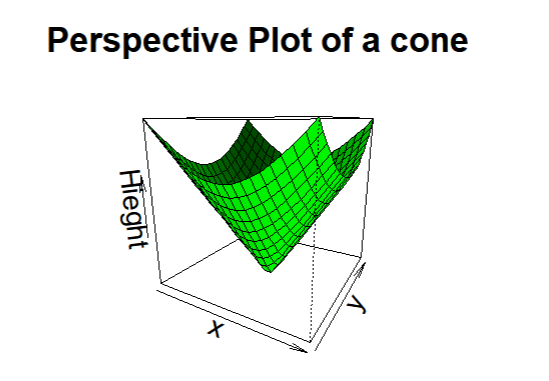 Perspective Plot of a cone
Hieght
x
y